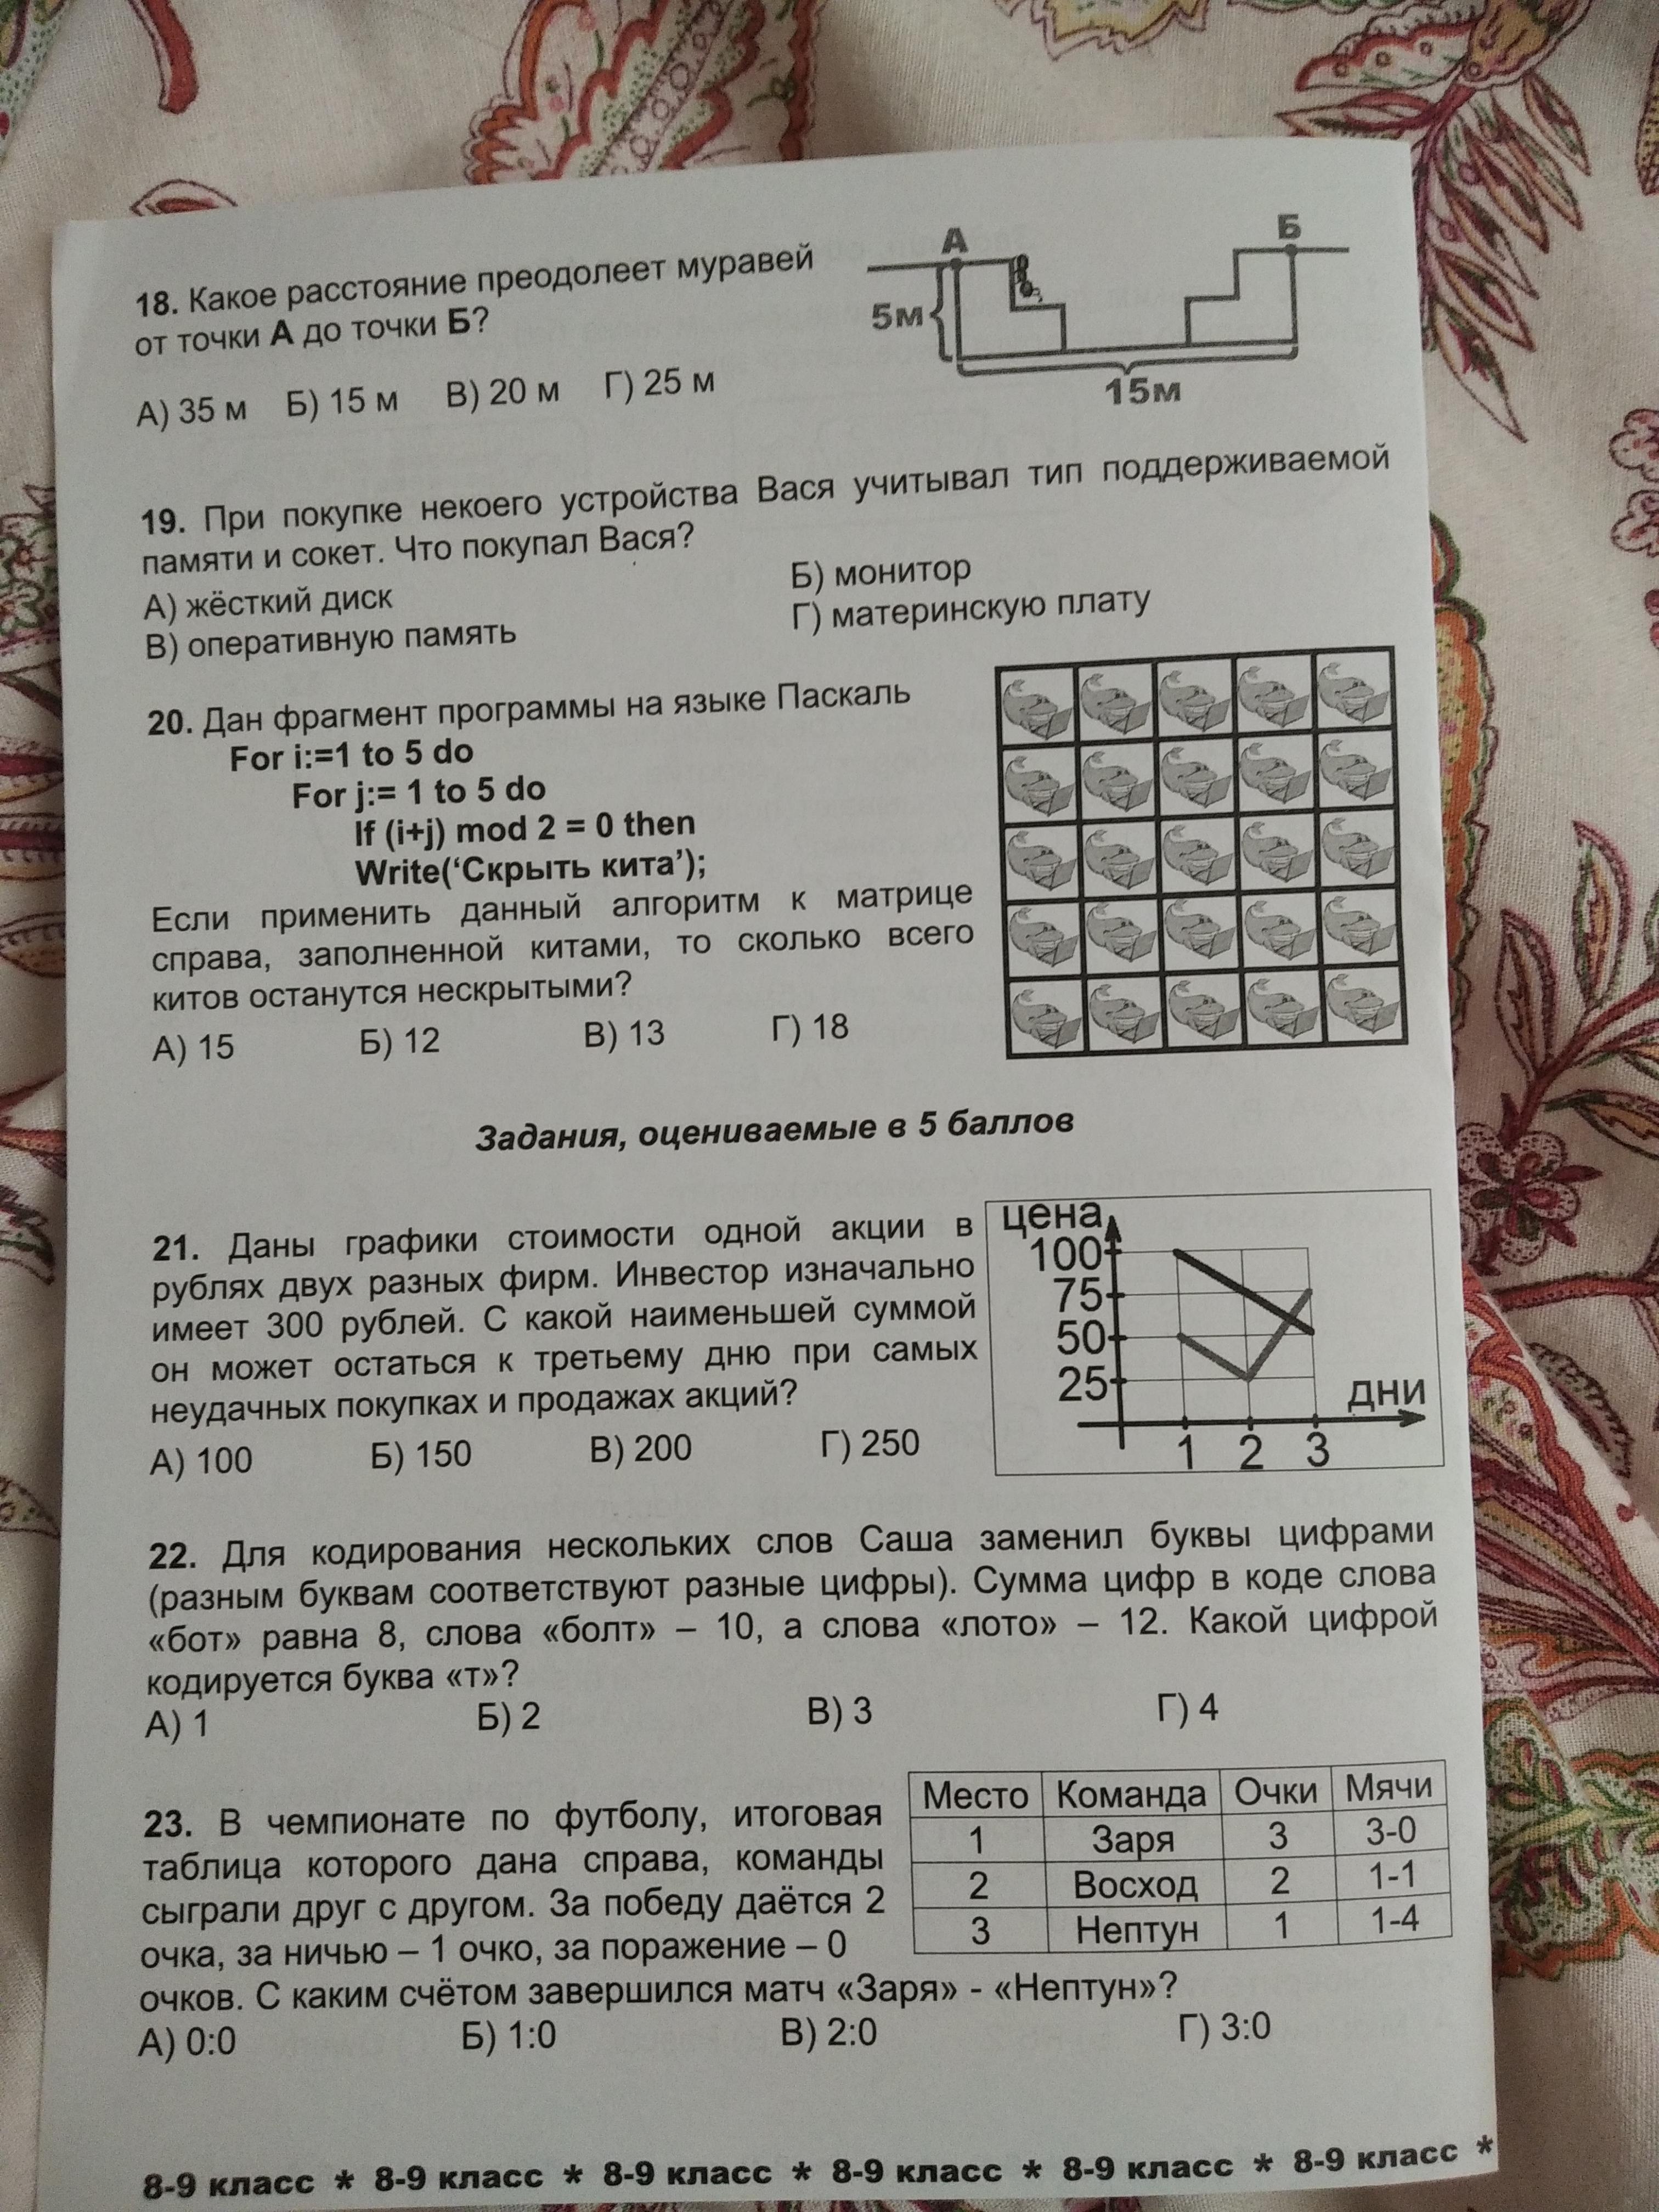 18. Какое расстояние преодолеет муравей
от точки А до точки Б?
А) 35 м Б) 15 м В) 20 м Г) 25 м
А
Б
5м
15м
19. При покупке некоего устройства Вася учитывал тип поддерживаемой
памяти и сокет. Что покупал Вася?
А) жёсткий диск Б) монитор
В) оперативную память Г) материнскую плату
20. Дан фрагмент программы на языке Паскаль
For i:=1 to 5 do
For j:= 1 to 5 do
If (i+j) mod 2 = 0 then
Write(‘Скрыть кита’);
Если применить данный алгоритм к матрице
справа, заполненной китами, то сколько всего
китов останутся нескрытыми?
А) 15 Б) 12 В) 13 Г) 18
Задания, оцениваемые в 5 баллов
21. Даны графики стоимости одной акции в
рублях двух разных фирм. Инвестор изначально
имеет 300 рублей. С какой наименьшей суммой
он может остаться к третьему дню при самых
неудачных покупках и продажах акций?
А) 100 Б) 150 В) 200 Г) 250
цена
100
75
50
25
дни
1 2 3
22. Для кодирования нескольких слов Саша заменил буквы цифрами
(разным буквам соответствуют разные цифры). Сумма цифр в коде слова
«бот» равна 8, слова «болт» – 10, а слова «лото» – 12. Какой цифрой
кодируется буква «т»?
А) 1 Б) 2 В) 3 Г) 4
23. В чемпионате по футболу, итоговая
таблица которого дана справа, команды
сыграли друг с другом. За победу даётся 2
очка, за ничью – 1 очко, за поражение – 0
очков. С каким счётом завершился матч «Заря» - «Нептун»?
А) 0:0 Б) 1:0 В) 2:0 Г) 3:0
Место Команда Очки Мячи
1 Заря 3 3-0
2 Восход 2 1-1
3 Нептун 1 1-4
8-9 класс * 8-9 класс * 8-9 класс * 8-9 класс * 8-9 класс * 8-9 класс *